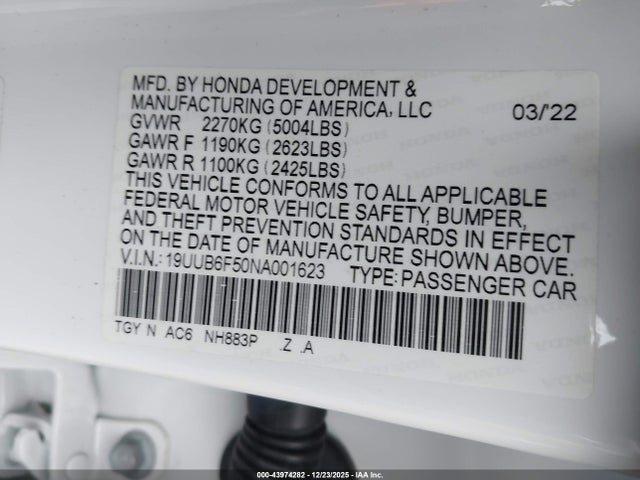 MFD. BY HONDA DEVELOPMENT &
MANUFACTURING OF AMERICA, LLC 03/'22
GVWR 2270KG (5004LBS)
GAWR F 1190KG (2623LBS)
GAWR R 1100KG (2425LBS)
THIS VEHICLE CONFORMS TO ALL APPLICABLE
FEDERAL MOTOR VEHICLE SAFETY, BUMPER,
AND THEFT PREVENTION STANDARDS IN EFFECT
ON THE DATE OF MANUFACTURE SHOWN ABOVE.
V.I.N.: 19UUB6F50NA001623 TYPE: PASSENGER CAR
TGY N AC6 NH883P .Z .A
000-43974282 - 12/23/2025 - IAA Inc.